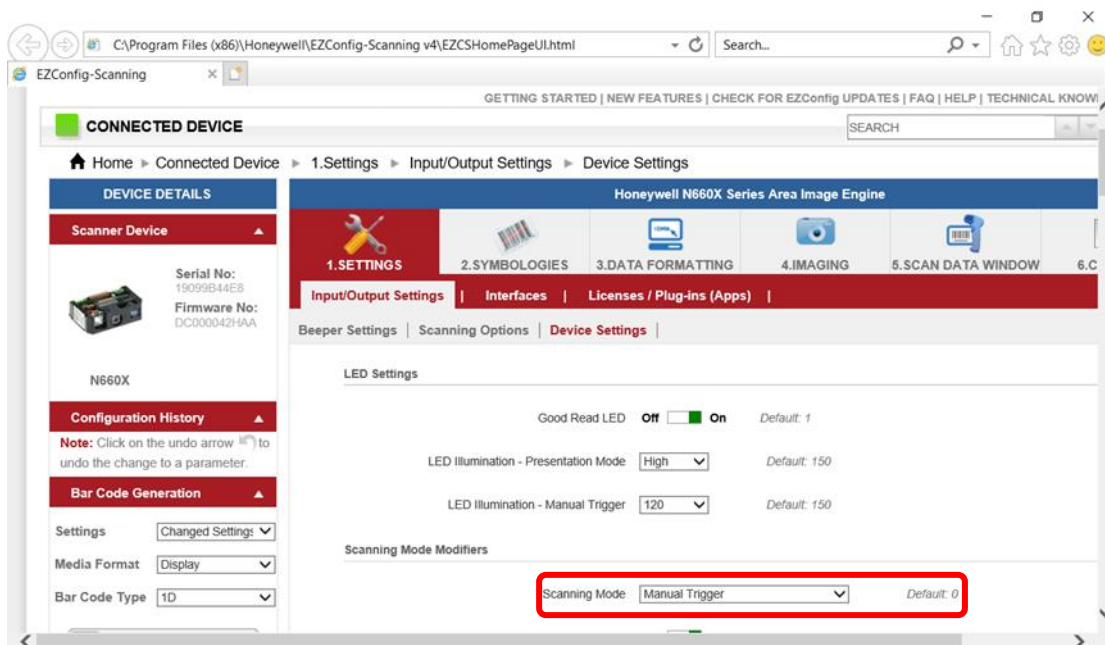 C:\Program Files (x86)\Honeywell\EZConfig-Scanning v4\EZCSHomePageUI.html
Search...
EZConfig-Scanning
GETTING STARTED | NEW FEATURES | CHECK FOR EZConfig UPDATES | FAQ | HELP | TECHNICAL KNOW
CONNECTED DEVICE
SEARCH
Home Connected Device 1.Settings Input/Output Settings Device Settings
DEVICE DETAILS
Honeywell N660X Series Area Image Engine
Scanner Device
1.SETTINGS 2.SYMBOLOGIES 3.DATA FORMATTING 4.IMAGING 5.SCAN DATA WINDOW 6.C
Serial No:
19099B44E8
Firmware No:
DC000042HAA
N660X
Input/Output Settings | Interfaces | Licenses / Plug-ins (Apps) |
Beeper Settings | Scanning Options | Device Settings |
LED Settings
Good Read LED Off On Default: 1
LED Illumination - Presentation Mode High Default: 150
LED Illumination - Manual Trigger 120 Default: 150
Scanning Mode Modifiers
Scanning Mode Manual Trigger Default: 0
Configuration History
Note: Click on the undo arrow to
undo the change to a parameter.
Bar Code Generation
Settings Changed Settings
Media Format Display
Bar Code Type 1D